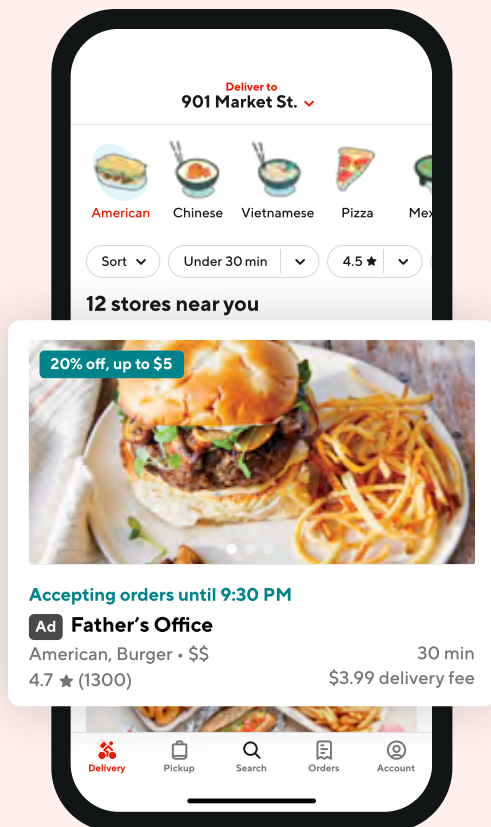 Deliver to
901 Market St.
American Chinese Vietnamese Pizza
Sort Under 30 min 4.5 ★
12 stores near you
20% off, up to $5
Accepting orders until 9:30 PM
Ad Father’s Office
American, Burger • $$ 30 min
4.7 ★ (1300) $3.99 delivery fee
Delivery Pickup Search Orders Account